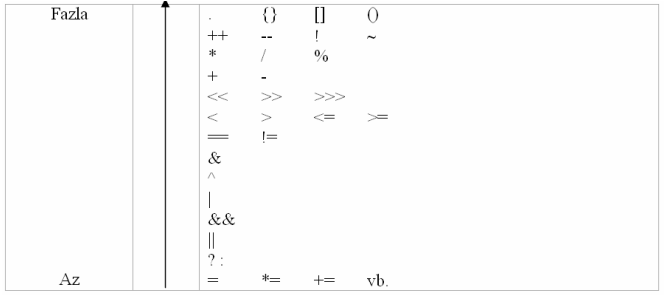 Fazla . {} [] ()
++ -- ! ~
* / %
+ -
<< >> >>>
< > <= >=
== !=
&
^
|
&&
||
? :
Az = *= += vb.